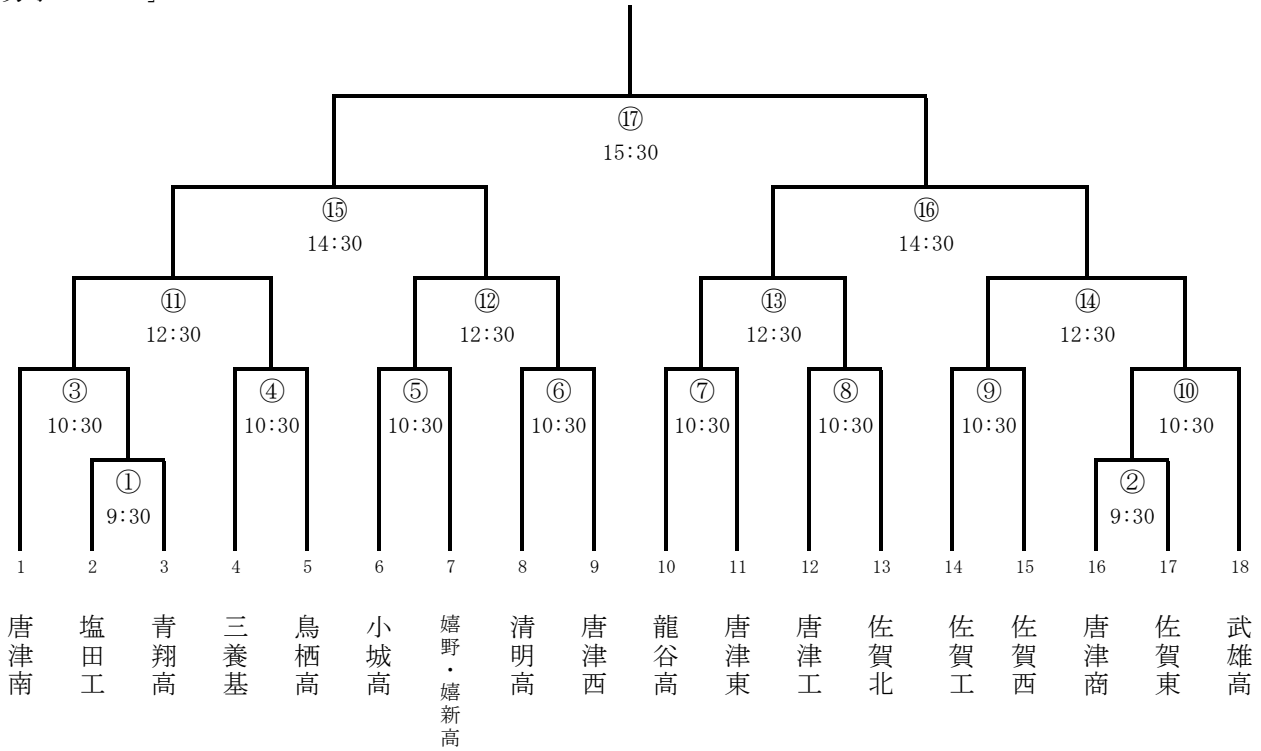 ⑰
15:30
⑮ ⑯
14:30 14:30
⑪ ⑫ ⑬ ⑭
12:30 12:30 12:30 12:30
③ ④ ⑤ ⑥ ⑦ ⑧ ⑨ ⑩
10:30 10:30 10:30 10:30 10:30 10:30 10:30 10:30
① ②
9:30 9:30
1 2 3 4 5 6 7 8 9 10 11 12 13 14 15 16 17 18
唐津南
塩田工
青翔高
三養基
鳥栖高
小城高
嬉野・嬉新高
清明高
唐津西
龍谷高
唐津東
唐津工
佐賀北
佐賀工
佐賀西
唐津商
佐賀東
武雄高